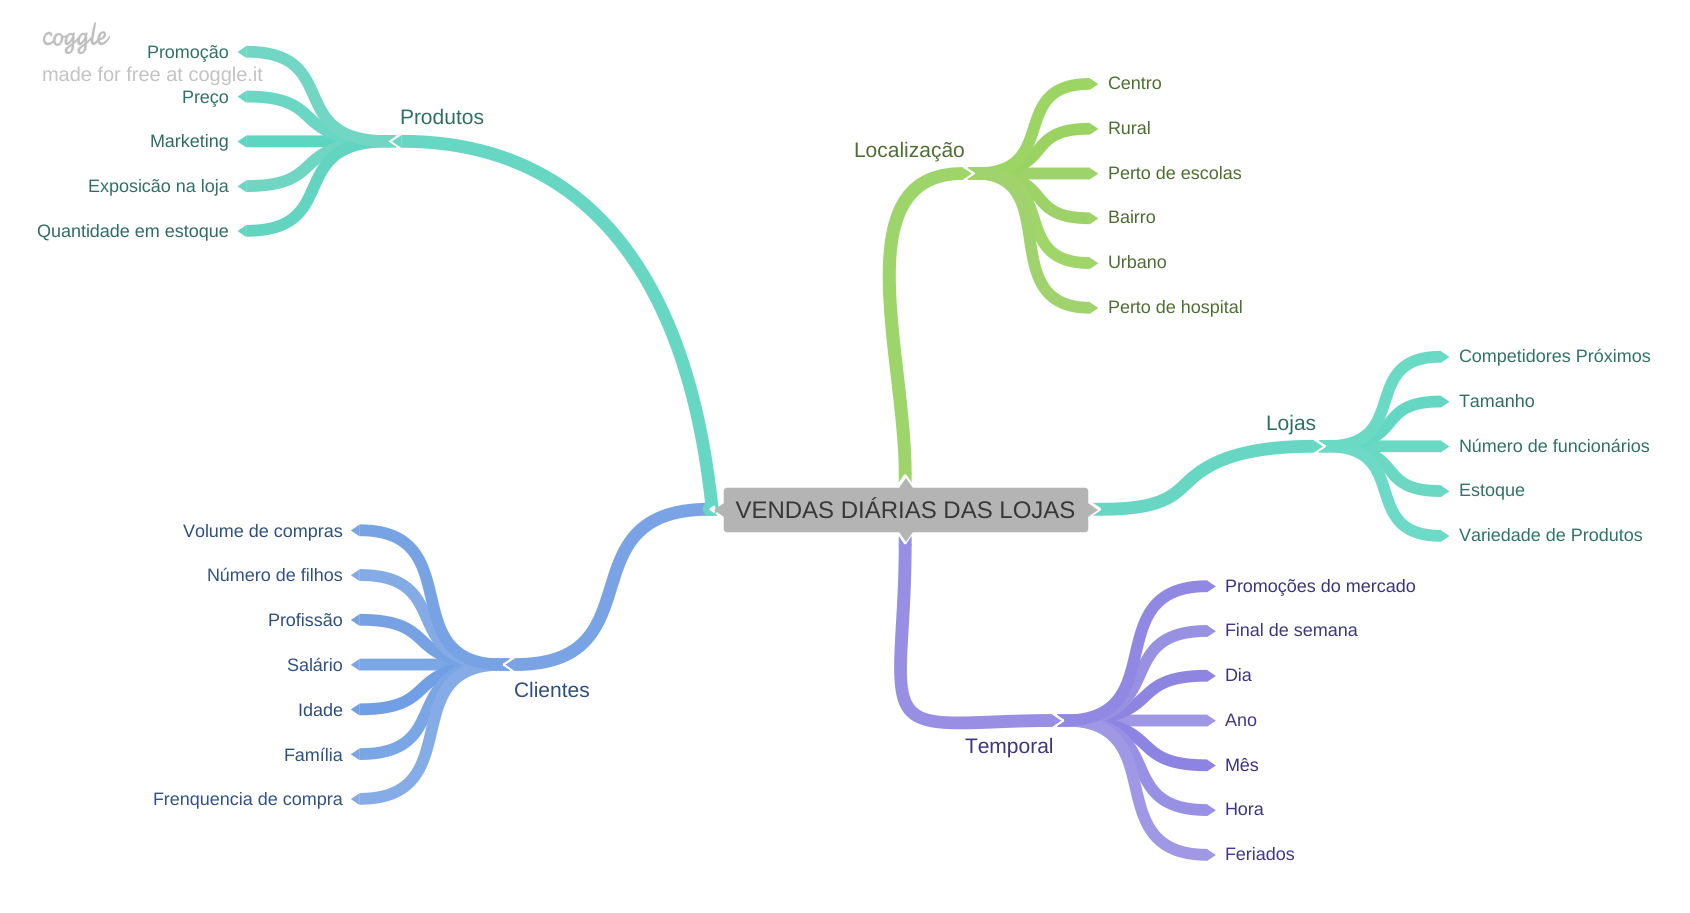 coggle
made for free at coggle.it
Produtos
Promoção
Preço
Marketing
Exposicão na loja
Quantidade em estoque
Localização
Centro
Rural
Perto de escolas
Bairro
Urbano
Perto de hospital
Lojas
Competidores Próximos
Tamanho
Número de funcionários
Estoque
Variedade de Produtos
VENDAS DIÁRIAS DAS LOJAS
Clientes
Volume de compras
Número de filhos
Profissão
Salário
Idade
Família
Frenquencia de compra
Temporal
Promoções do mercado
Final de semana
Dia
Ano
Mês
Hora
Feriados